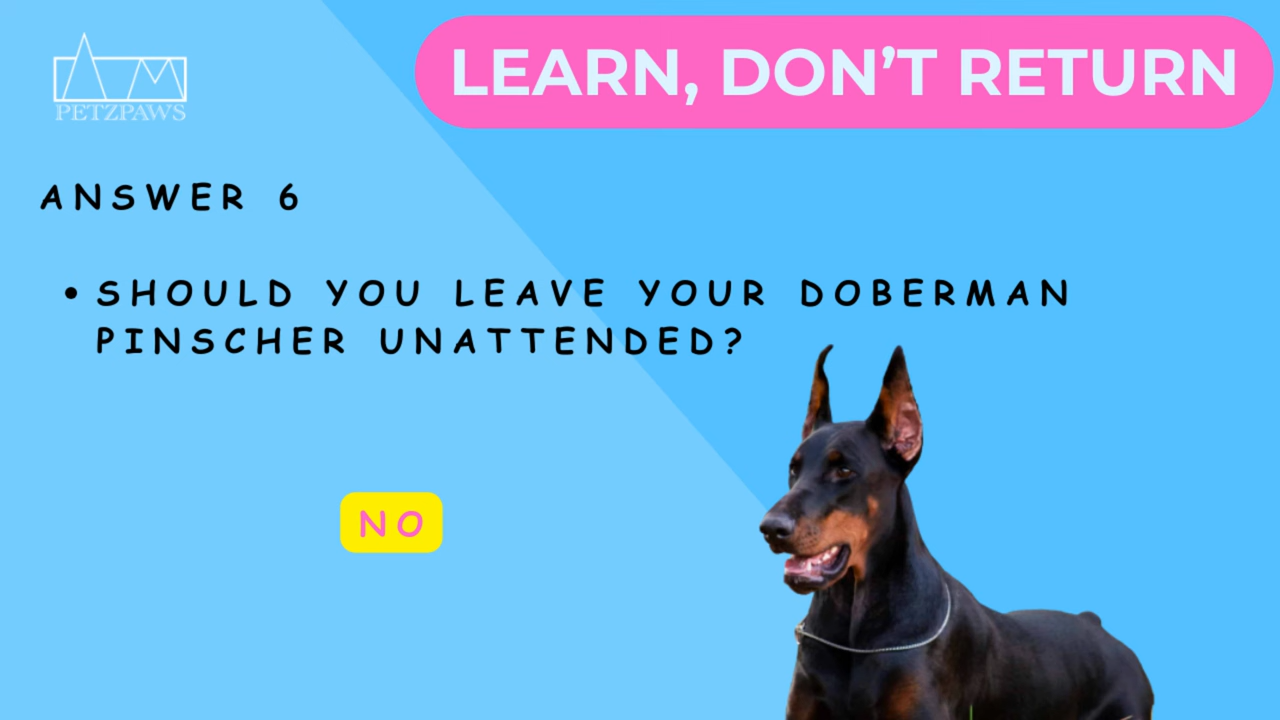 PETZPAWS
LEARN, DON'T RETURN
ANSWER 6
• SHOULD YOU LEAVE YOUR DOBERMAN
PINSCHER UNATTENDED?
NO